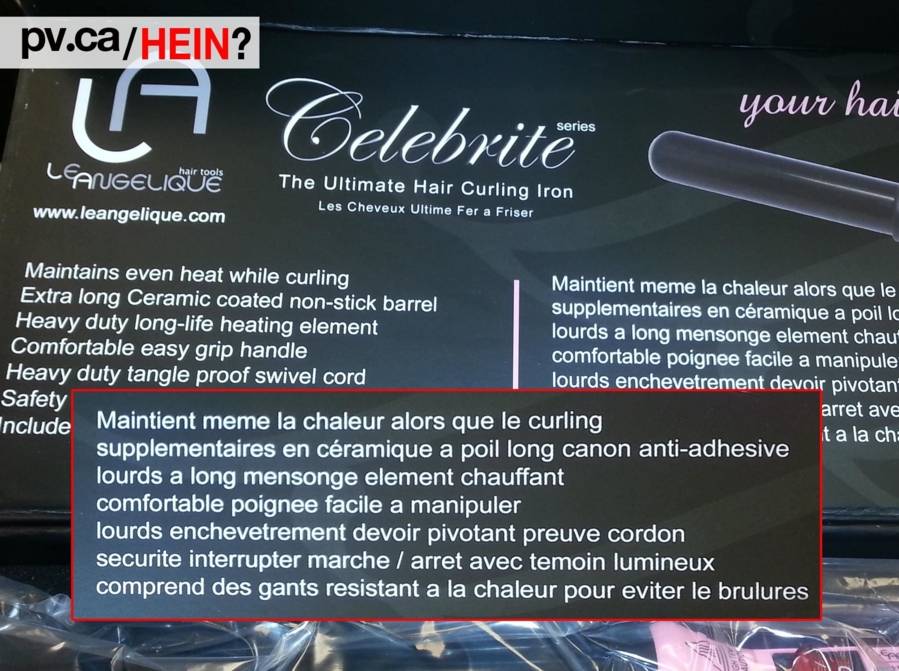 pv.ca/HEIN?
LA
LEANGELIQUE
hair tools
www.leangelique.com
Celebrite series
The Ultimate Hair Curling Iron
Les Cheveux Ultime Fer a Friser
your hai
Maintains even heat while curling
Extra long Ceramic coated non-stick barrel
Heavy duty long-life heating element
Comfortable easy grip handle
Heavy duty tangle proof swivel cord
Safety
Include
Maintient meme la chaleur alors que le
supplementaires en céramique a poil lo
lourds a long mensonge element chau
comfortable poignee facile a manipule
lourds enchevetrement devoir pivotan
arret ave
t a la cha
Maintient meme la chaleur alors que le curling
supplementaires en céramique a poil long canon anti-adhesive
lourds a long mensonge element chauffant
comfortable poignee facile a manipuler
lourds enchevetrement devoir pivotant preuve cordon
securite interrupter marche / arret avec temoin lumineux
comprend des gants resistant a la chaleur pour eviter le brulures